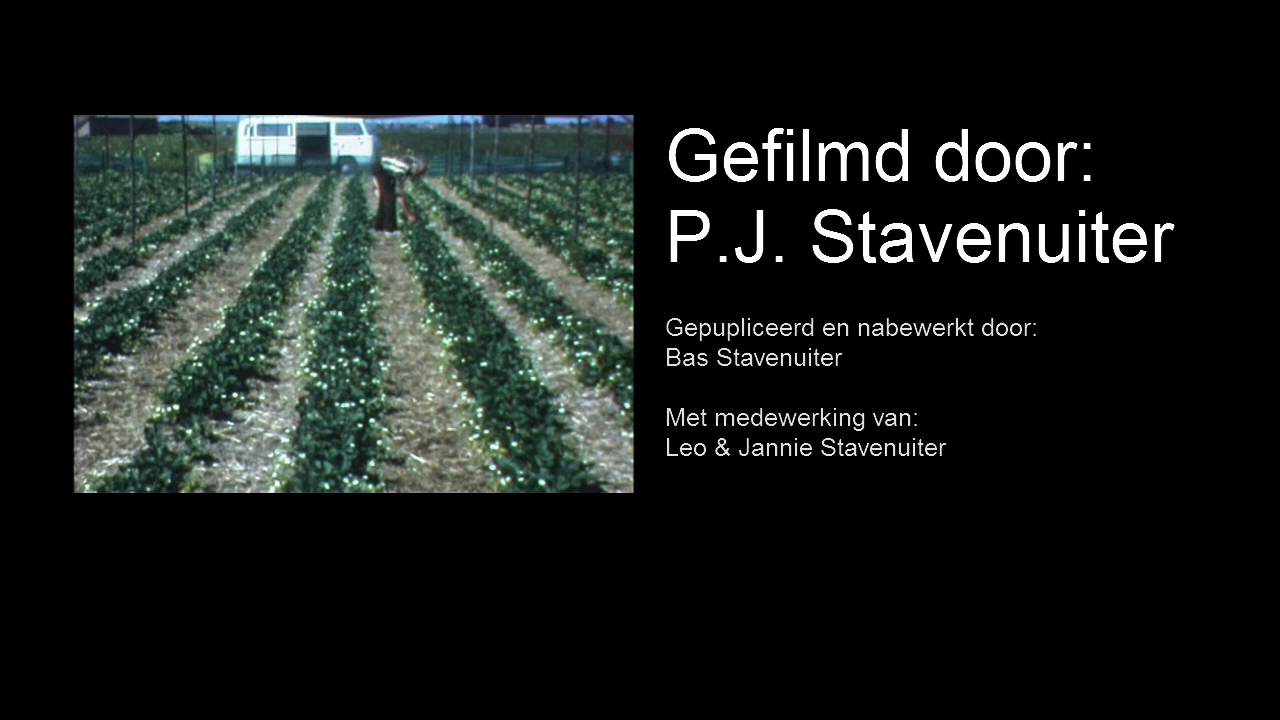 Gefilmd door:
P.J. Stavenuiter
Gepupliceerd en nabewerkt door:
Bas Stavenuiter
Met medewerking van:
Leo & Jannie Stavenuiter